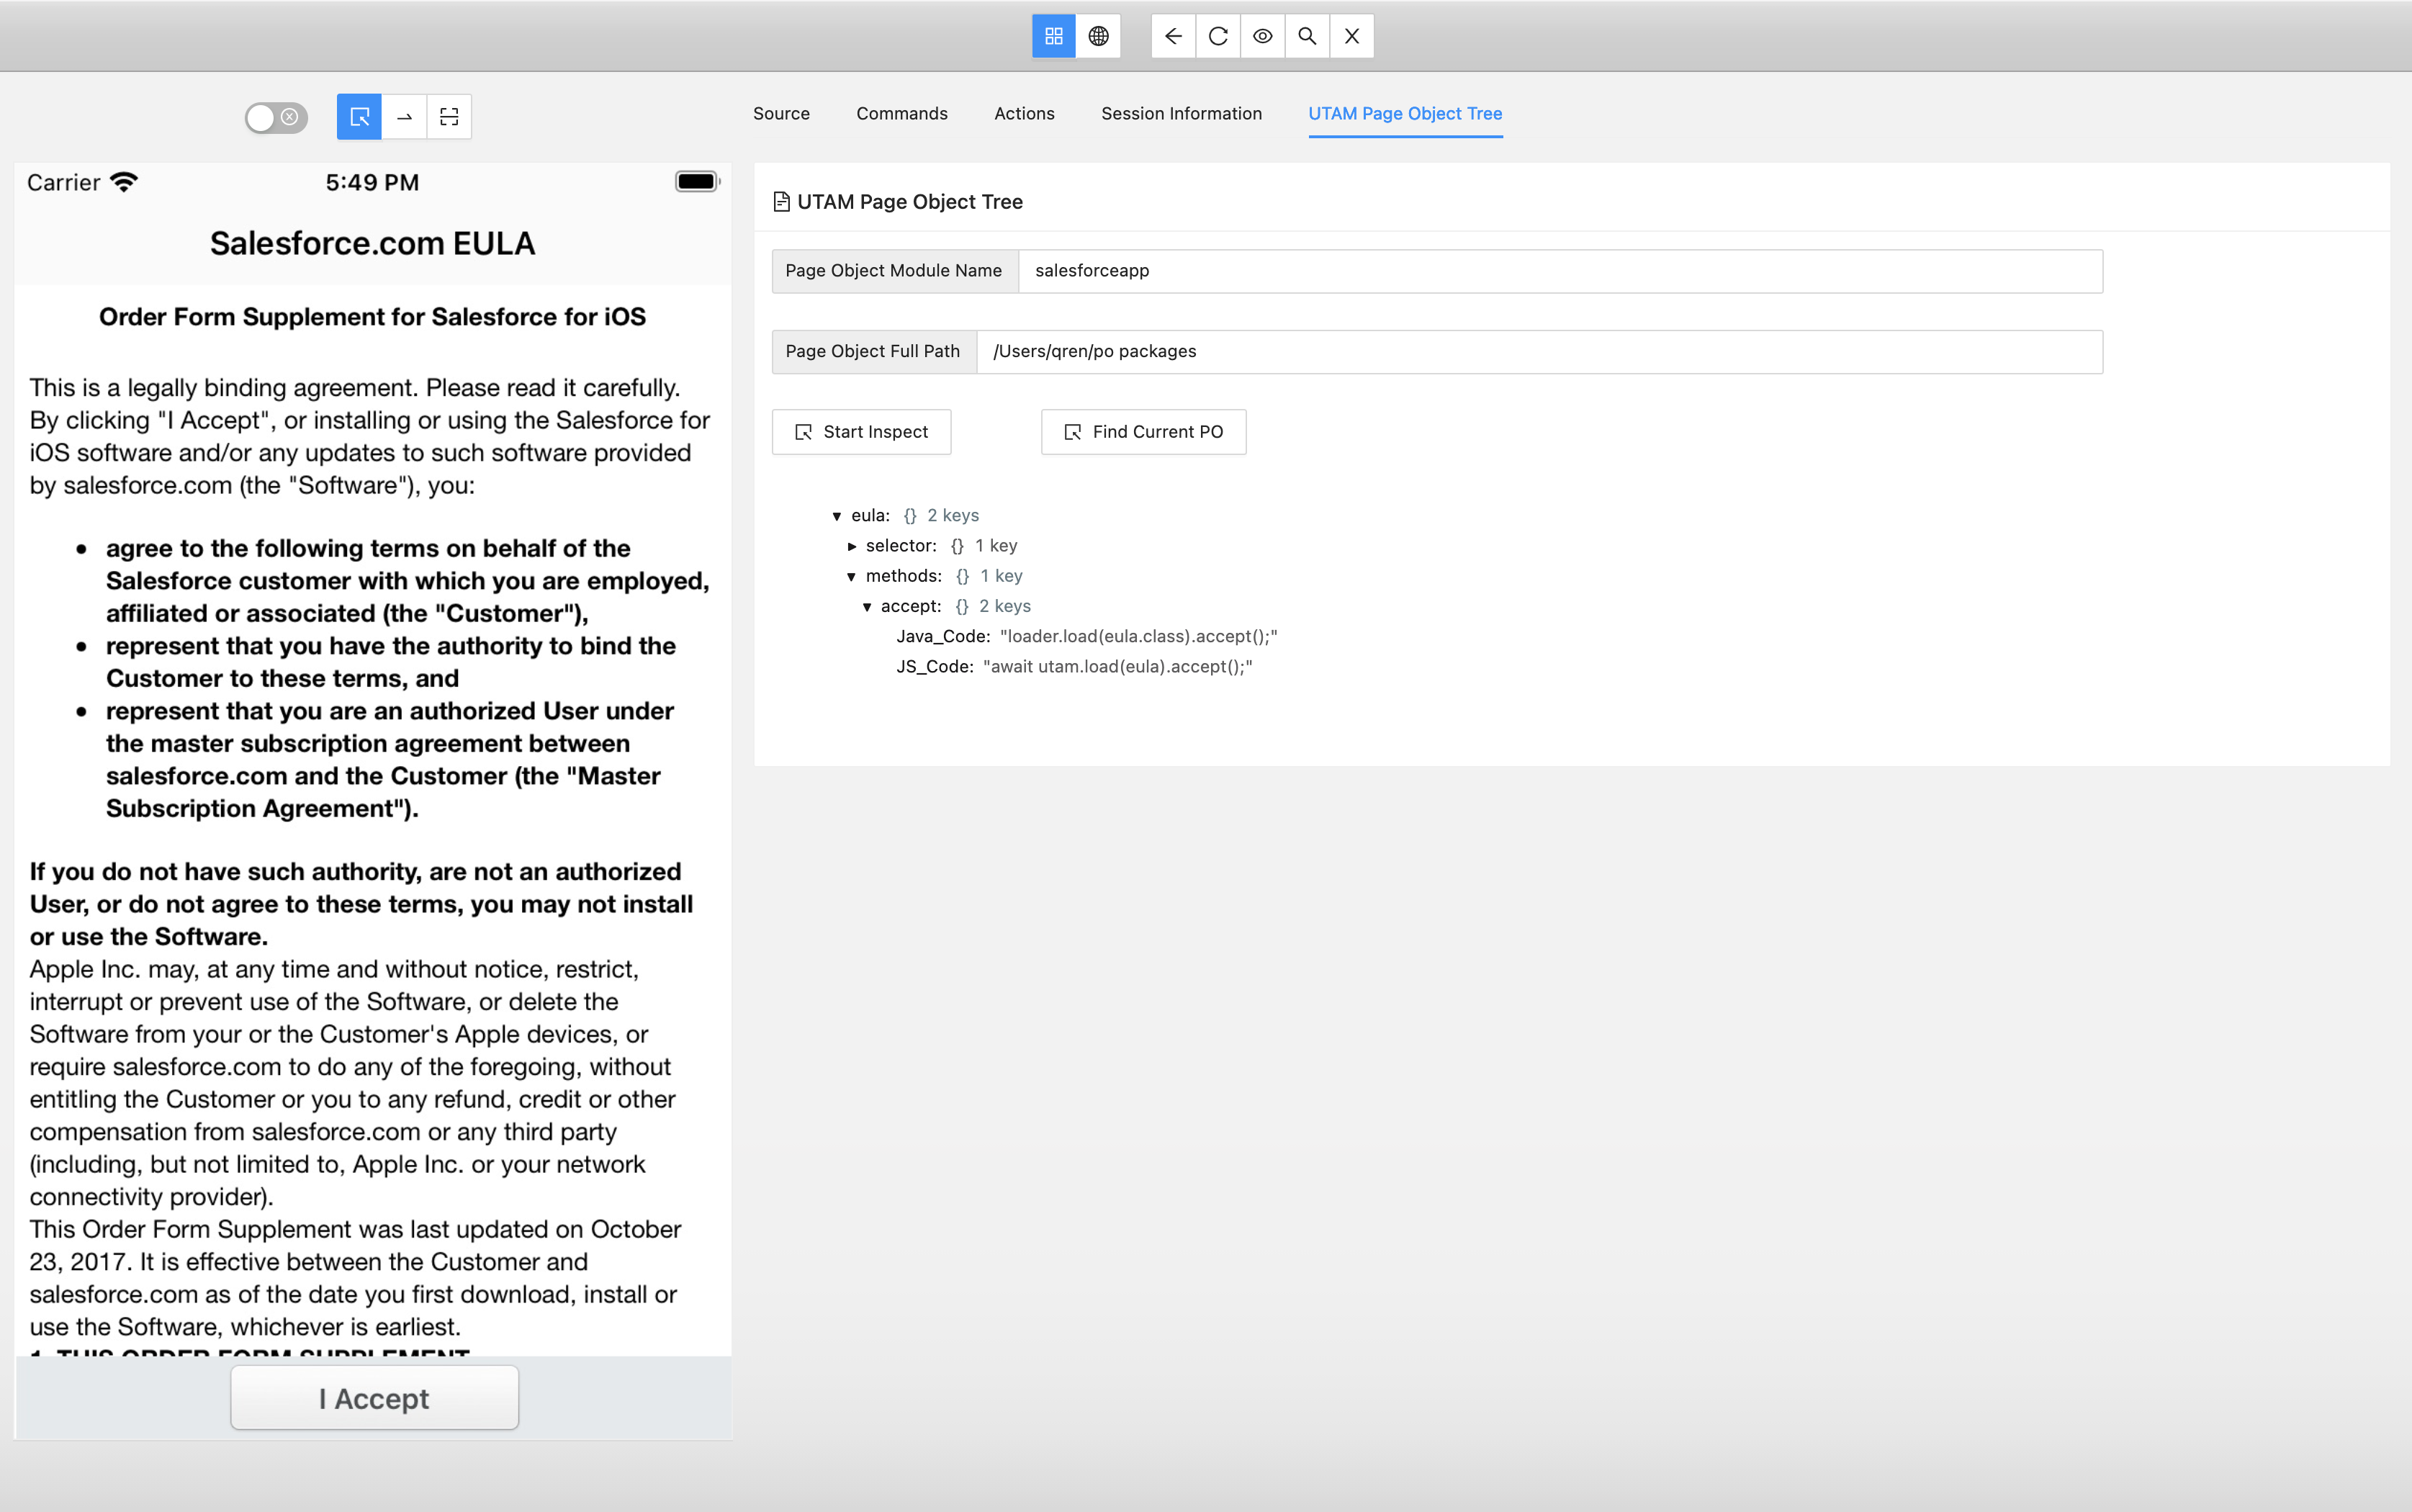 Source Commands Actions Session Information UTAM Page Object Tree
Carrier 5:49 PM
Salesforce.com EULA
Order Form Supplement for Salesforce for iOS
This is a legally binding agreement. Please read it carefully.
By clicking "I Accept", or installing or using the Salesforce for
iOS software and/or any updates to such software provided
by salesforce.com (the "Software"), you:
• agree to the following terms on behalf of the
Salesforce customer with which you are employed,
affiliated or associated (the "Customer"),
• represent that you have the authority to bind the
Customer to these terms, and
• represent that you are an authorized User under
the master subscription agreement between
salesforce.com and the Customer (the "Master
Subscription Agreement").
If you do not have such authority, are not an authorized
User, or do not agree to these terms, you may not install
or use the Software.
Apple Inc. may, at any time and without notice, restrict,
interrupt or prevent use of the Software, or delete the
Software from your or the Customer's Apple devices, or
require salesforce.com to do any of the foregoing, without
entitling the Customer or you to any refund, credit or other
compensation from salesforce.com or any third party
(including, but not limited to, Apple Inc. or your network
connectivity provider).
This Order Form Supplement was last updated on October
23, 2017. It is effective between the Customer and
salesforce.com as of the date you first download, install or
use the Software, whichever is earliest.
1. THIS ORDER FORM SUPPLEMENT
I Accept
UTAM Page Object Tree
Page Object Module Name salesforceapp
Page Object Full Path /Users/qren/po packages
Start Inspect Find Current PO
▼ eula: {} 2 keys
► selector: {} 1 key
▼ methods: {} 1 key
▼ accept: {} 2 keys
Java_Code: "loader.load(eula.class).accept();"
JS_Code: "await utam.load(eula).accept();"